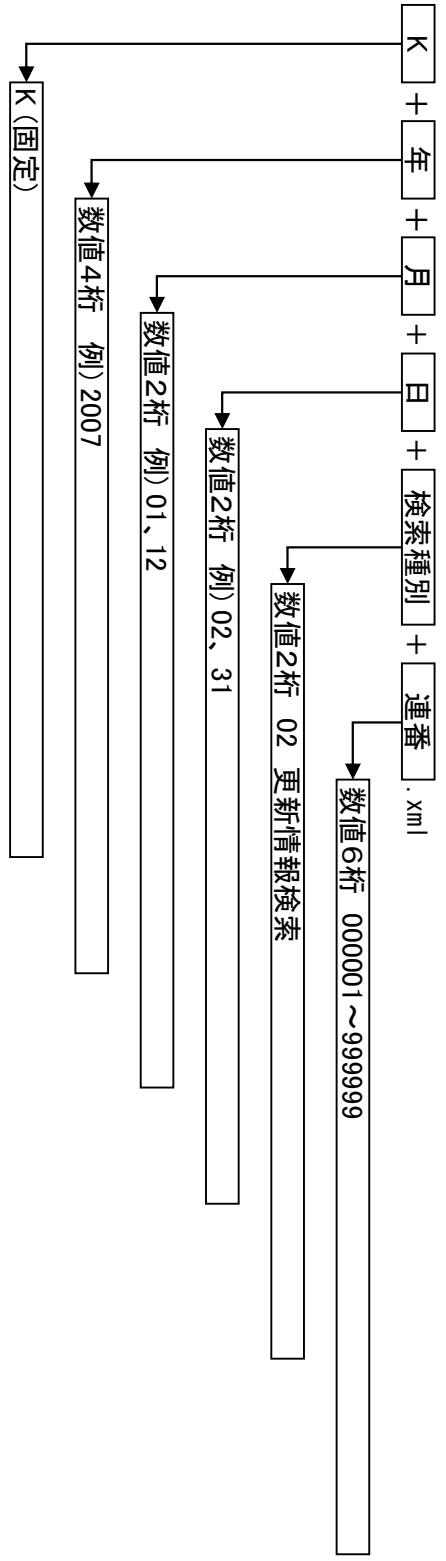 K + 年 + 月 + 日 + 検索種別 + 連番 .xml
数値6桁 000001～999999
数値2桁 02 更新情報検索
数値2桁 例) 02、31
数値2桁 例) 01、12
数値4桁 例) 2007
K (固定)